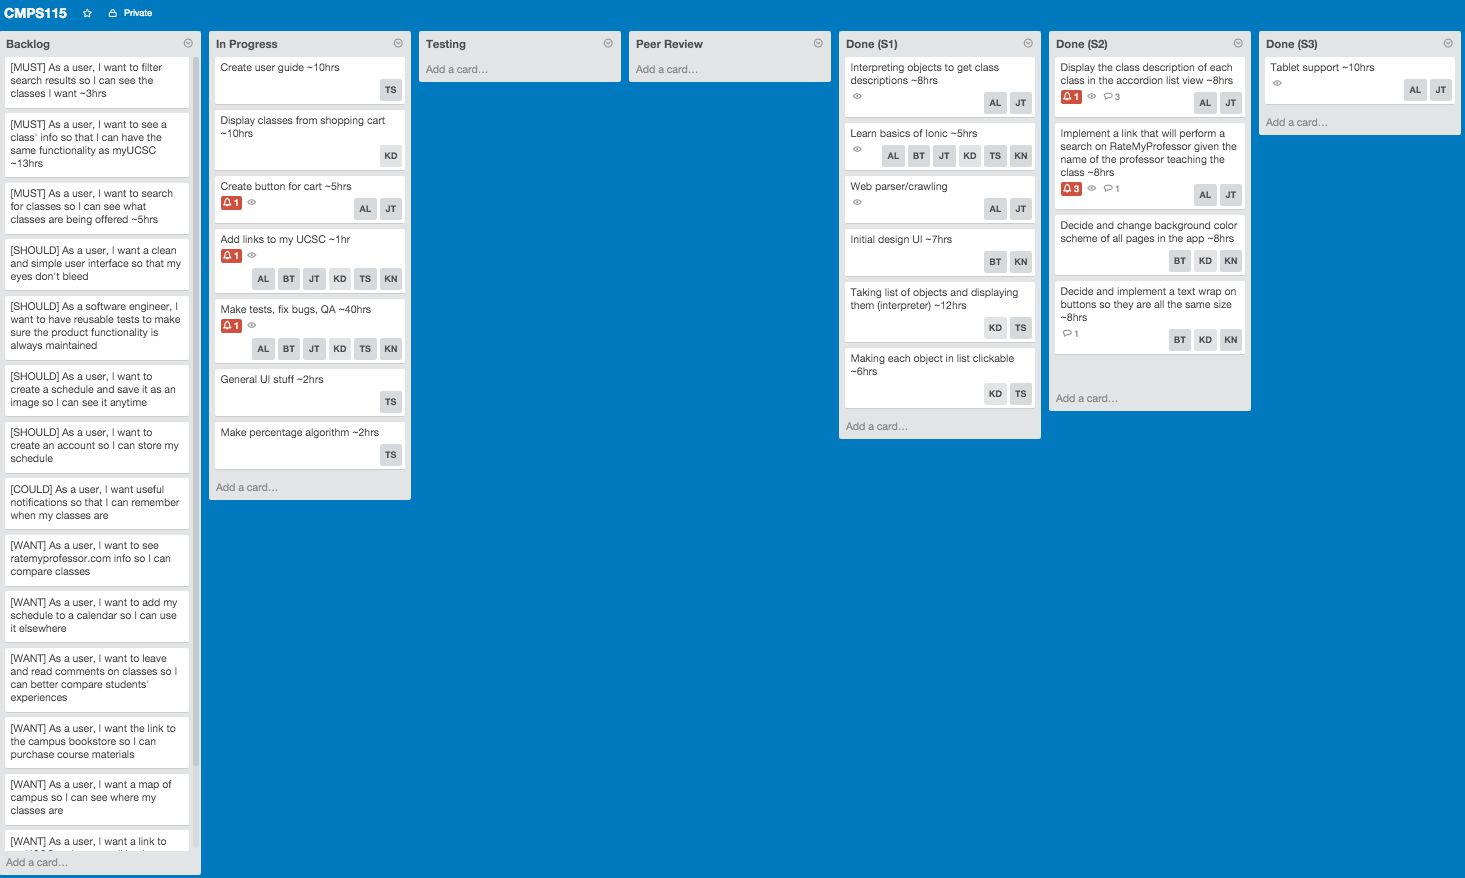 CMPS115 Private
Backlog
[MUST] As a user, I want to filter
search results so I can see the
classes I want ~3hrs
[MUST] As a user, I want to see a
class' info so that I can have the
same functionality as myUCSC
~13hrs
[MUST] As a user, I want to search
for classes so I can see what
classes are being offered ~5hrs
[SHOULD] As a user, I want a clean
and simple user interface so that my
eyes don't bleed
[SHOULD] As a software engineer, I
want to have reusable tests to make
sure the product functionality is
always maintained
[SHOULD] As a user, I want to
create a schedule and save it as an
image so I can see it anytime
[SHOULD] As a user, I want to
create an account so I can store my
schedule
[COULD] As a user, I want useful
notifications so that I can remember
when my classes are
[WANT] As a user, I want to see
ratemyprofessor.com info so I can
compare classes
[WANT] As a user, I want to add my
schedule to a calendar so I can use
it elsewhere
[WANT] As a user, I want to leave
and read comments on classes so I
can better compare students'
experiences
[WANT] As a user, I want the link to
the campus bookstore so I can
purchase course materials
[WANT] As a user, I want a map of
campus so I can see where my
classes are
[WANT] As a user, I want a link to
Add a card...
In Progress
Create user guide ~10hrs
TS
Display classes from shopping cart
~10hrs
KD
Create button for cart ~5hrs
1
AL JT
Add links to my UCSC ~1hr
1
AL BT JT KD TS KN
Make tests, fix bugs, QA ~40hrs
1
AL BT JT KD TS KN
General UI stuff ~2hrs
TS
Make percentage algorithm ~2hrs
TS
Add a card...
Testing
Add a card...
Peer Review
Add a card...
Done (S1)
Interpreting objects to get class
descriptions ~8hrs
AL JT
Learn basics of Ionic ~5hrs
AL BT JT KD TS KN
Web parser/crawling
AL JT
Initial design UI ~7hrs
BT KN
Taking list of objects and displaying
them (interpreter) ~12hrs
KD TS
Making each object in list clickable
~6hrs
KD TS
Add a card...
Done (S2)
Display the class description of each
class in the accordion list view ~8hrs
1 3
AL JT
Implement a link that will perform a
search on RateMyProfessor given the
name of the professor teaching the
class ~8hrs
3 1
AL JT
Decide and change background color
scheme of all pages in the app ~8hrs
BT KD KN
Decide and implement a text wrap on
buttons so they are all the same size
~8hrs
1
BT KD KN
Add a card...
Done (S3)
Tablet support ~10hrs
AL JT
Add a card...